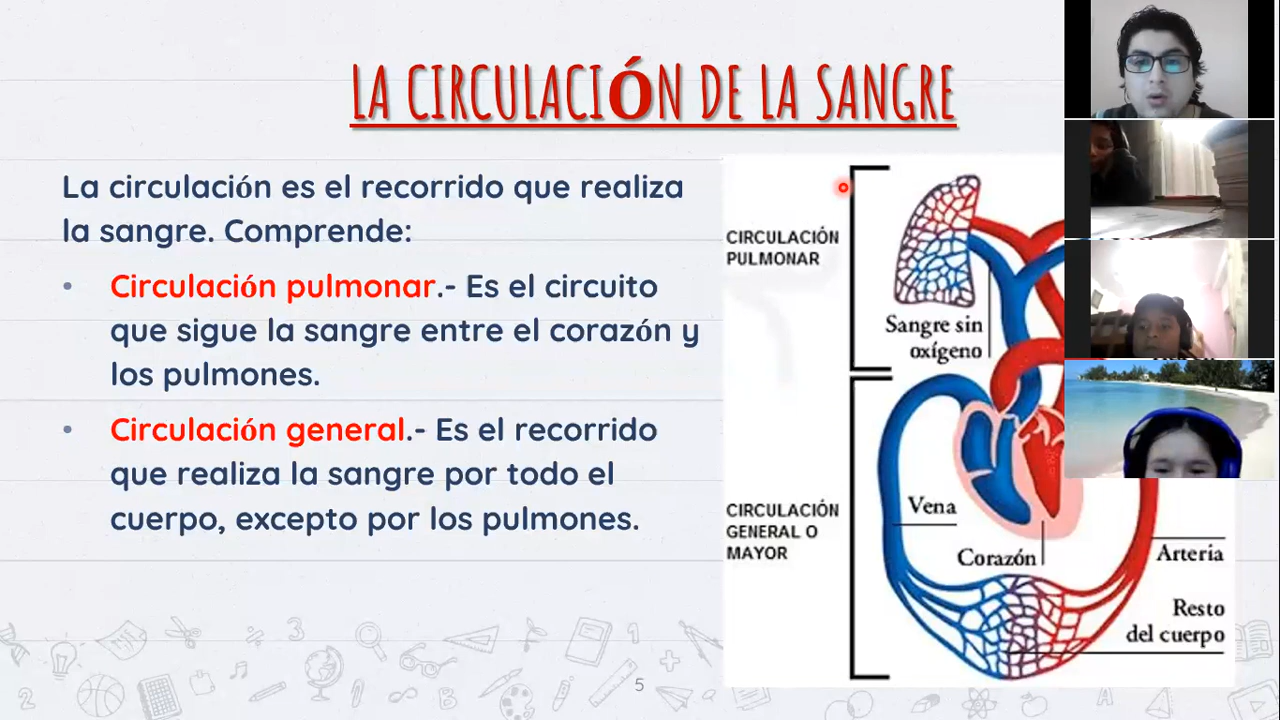 LA CIRCULACIÓN DE LA SANGRE
La circulación es el recorrido que realiza
la sangre. Comprende:
• Circulación pulmonar.- Es el circuito
que sigue la sangre entre el corazón y
los pulmones.
• Circulación general.- Es el recorrido
que realiza la sangre por todo el
cuerpo, excepto por los pulmones.
CIRCULACIÓN
PULMONAR
Sangre sin
oxígeno
CIRCULACIÓN
GENERAL O
MAYOR
Vena
Corazón
Arteria
Resto
del cuerpo
5